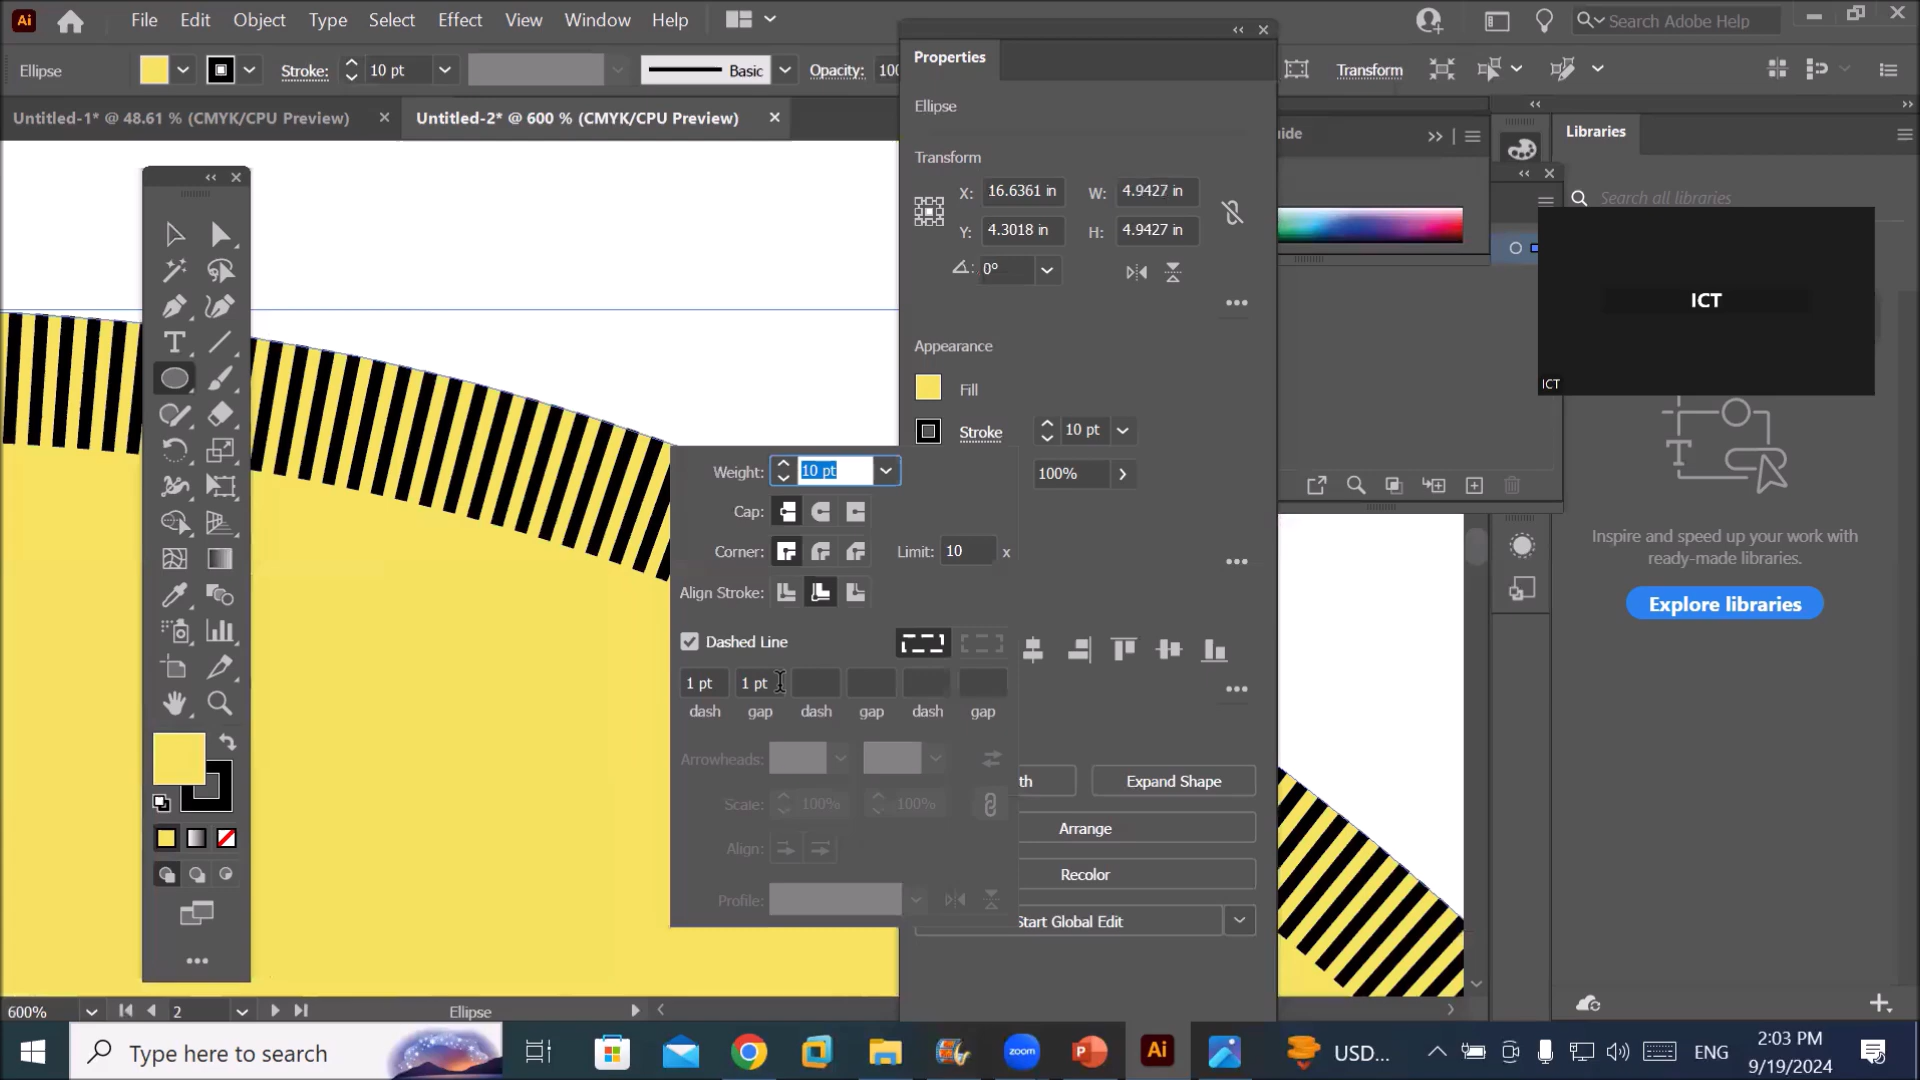 Ai File Edit Object Type Select Effect View Window Help Search Adobe Help
Ellipse Stroke: 10 pt Basic Opacity: 100 Transform
Untitled-1* @ 48.61 % (CMYK/CPU Preview) Untitled-2* @ 600 % (CMYK/CPU Preview)
Properties
Ellipse
Transform
X: 16.6361 in W: 4.9427 in
Y: 4.3018 in H: 4.9427 in
0°
Appearance
Fill
Stroke 10 pt
100%
Weight: 10 pt
Cap:
Corner: Limit: 10 x
Align Stroke:
Dashed Line
1 pt 1 pt
dash gap dash gap dash gap
Arrowheads:
Scale: 100% 100%
Align:
Profile:
th Expand Shape
Arrange
Recolor
Start Global Edit
uide
Libraries
Search all libraries
ICT
ICT
Inspire and speed up your work with
ready-made libraries.
Explore libraries
600% 2 Ellipse
Type here to search
zoom
Ai
USD...
ENG
2:03 PM
9/19/2024